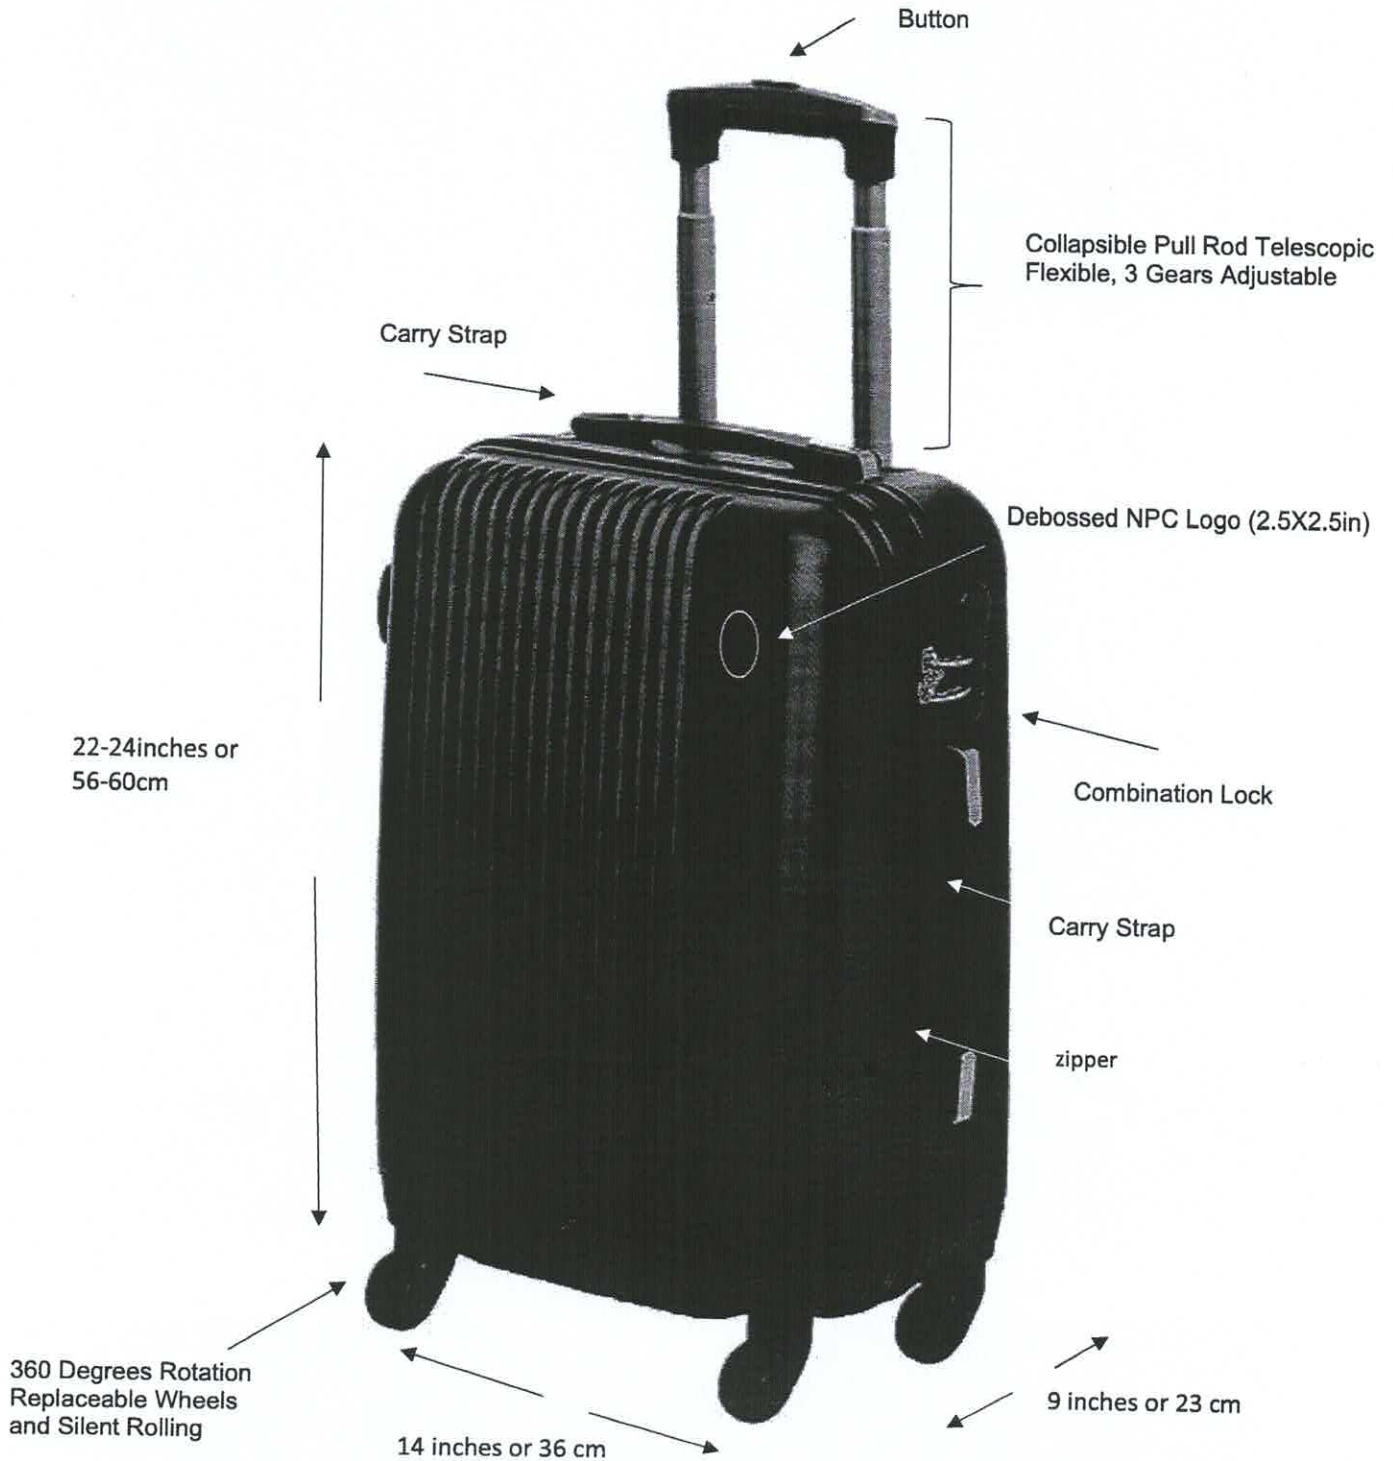 Button
Collapsible Pull Rod Telescopic
Flexible, 3 Gears Adjustable
Carry Strap
Debossed NPC Logo (2.5X2.5in)
22-24inches or
56-60cm
Combination Lock
Carry Strap
zipper
360 Degrees Rotation
Replaceable Wheels
and Silent Rolling
9 inches or 23 cm
14 inches or 36 cm